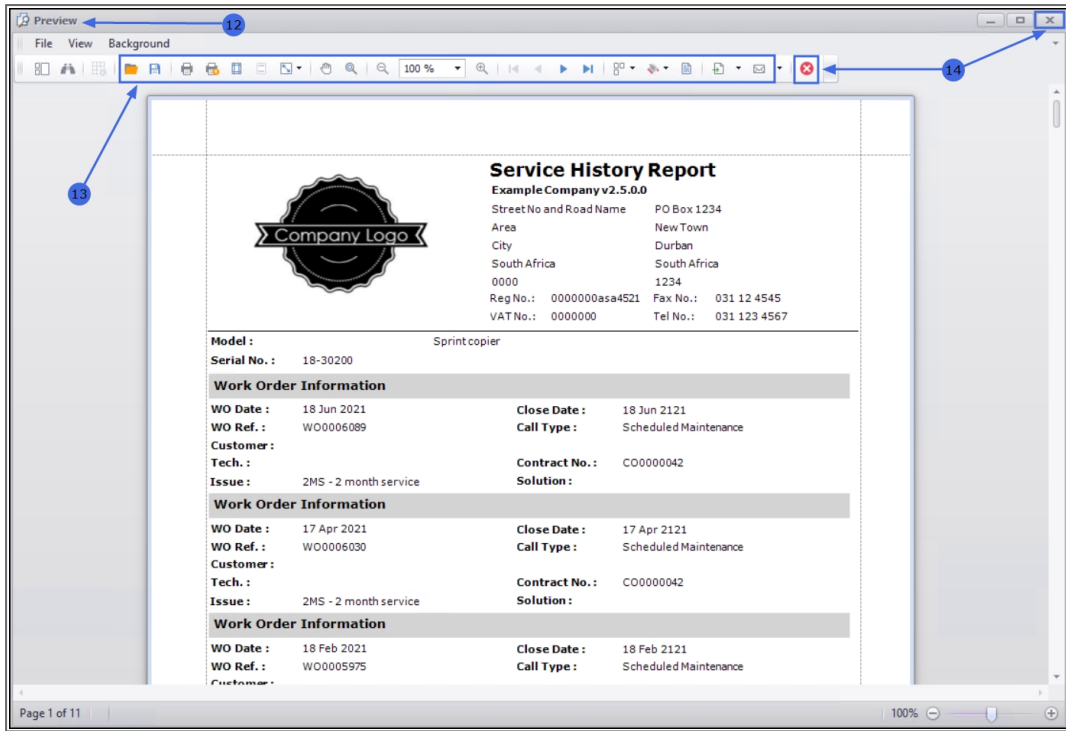 Preview
12
File View Background
100 %
14
13
Company Logo
Service History Report
Example Company v2.5.0.0
Street No and Road Name PO Box 1234
Area New Town
City Durban
South Africa South Africa
0000 1234
Reg No.: 0000000asa4521 Fax No.: 031 12 4545
VAT No.: 0000000 Tel No.: 031 123 4567
Model : Sprint copier
Serial No. : 18-30200
Work Order Information
WO Date : 18 Jun 2021 Close Date : 18 Jun 2121
WO Ref. : WO0006089 Call Type : Scheduled Maintenance
Customer :
Tech. : Contract No. : CO0000042
Issue : 2MS - 2 month service Solution :
Work Order Information
WO Date : 17 Apr 2021 Close Date : 17 Apr 2121
WO Ref. : WO0006030 Call Type : Scheduled Maintenance
Customer :
Tech. : Contract No. : CO0000042
Issue : 2MS - 2 month service Solution :
Work Order Information
WO Date : 18 Feb 2021 Close Date : 18 Feb 2121
WO Ref. : WO0005975 Call Type : Scheduled Maintenance
Customer :
Page 1 of 11 100%